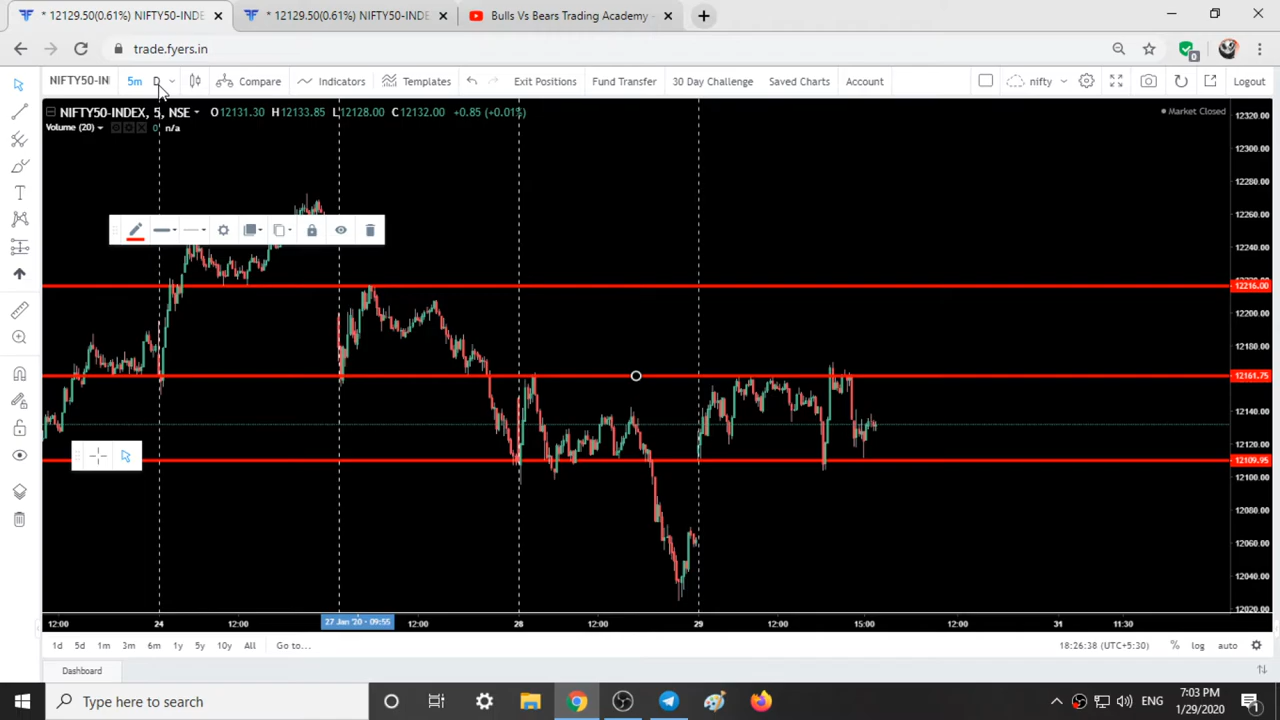 * 12129.50(0.61%) NIFTY50-INDE
* 12129.50(0.61%) NIFTY50-INDE
Bulls Vs Bears Trading Academy -
trade.fyers.in
0
NIFTY50-IN
5m
D
Compare
Indicators
Templates
Exit Positions
Fund Transfer
30 Day Challenge
Saved Charts
Account
nifty
Logout
NIFTY50-INDEX, 5, NSE
O12131.30 H12133.85 L12128.00 C12132.00 +0.85 (+0.01%)
Market Closed
Volume (20)
0 n/a
12320.00
12300.00
12280.00
12260.00
12240.00
12216.00
12200.00
12180.00
12161.75
12140.00
12120.00
12109.95
12100.00
12080.00
12060.00
12040.00
12020.00
12:00
24
12:00
27 Jan '20 - 09:55
12:00
28
12:00
29
12:00
15:00
12:00
31
11:30
1d 5d 1m 3m 6m 1y 5y 10y All Go to...
18:26:38 (UTC+5:30) % log auto
Dashboard
Type here to search
ENG
7:03 PM
1/29/2020
1